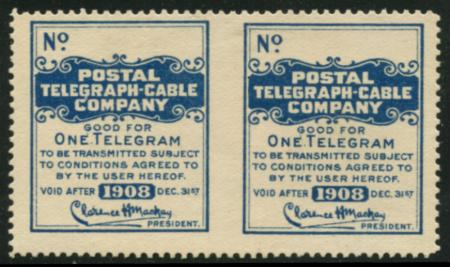 No.
POSTAL
TELEGRAPH-CABLE
COMPANY
GOOD FOR
ONE TELEGRAM
TO BE TRANSMITTED SUBJECT
TO CONDITIONS AGREED TO
BY THE USER HEREOF.
VOID AFTER 1908 DEC. 31ST
Clarence H Mackay
PRESIDENT.
No.
POSTAL
TELEGRAPH-CABLE
COMPANY
GOOD FOR
ONE TELEGRAM
TO BE TRANSMITTED SUBJECT
TO CONDITIONS AGREED TO
BY THE USER HEREOF.
VOID AFTER 1908 DEC. 31ST
Clarence H Mackay
PRESIDENT.